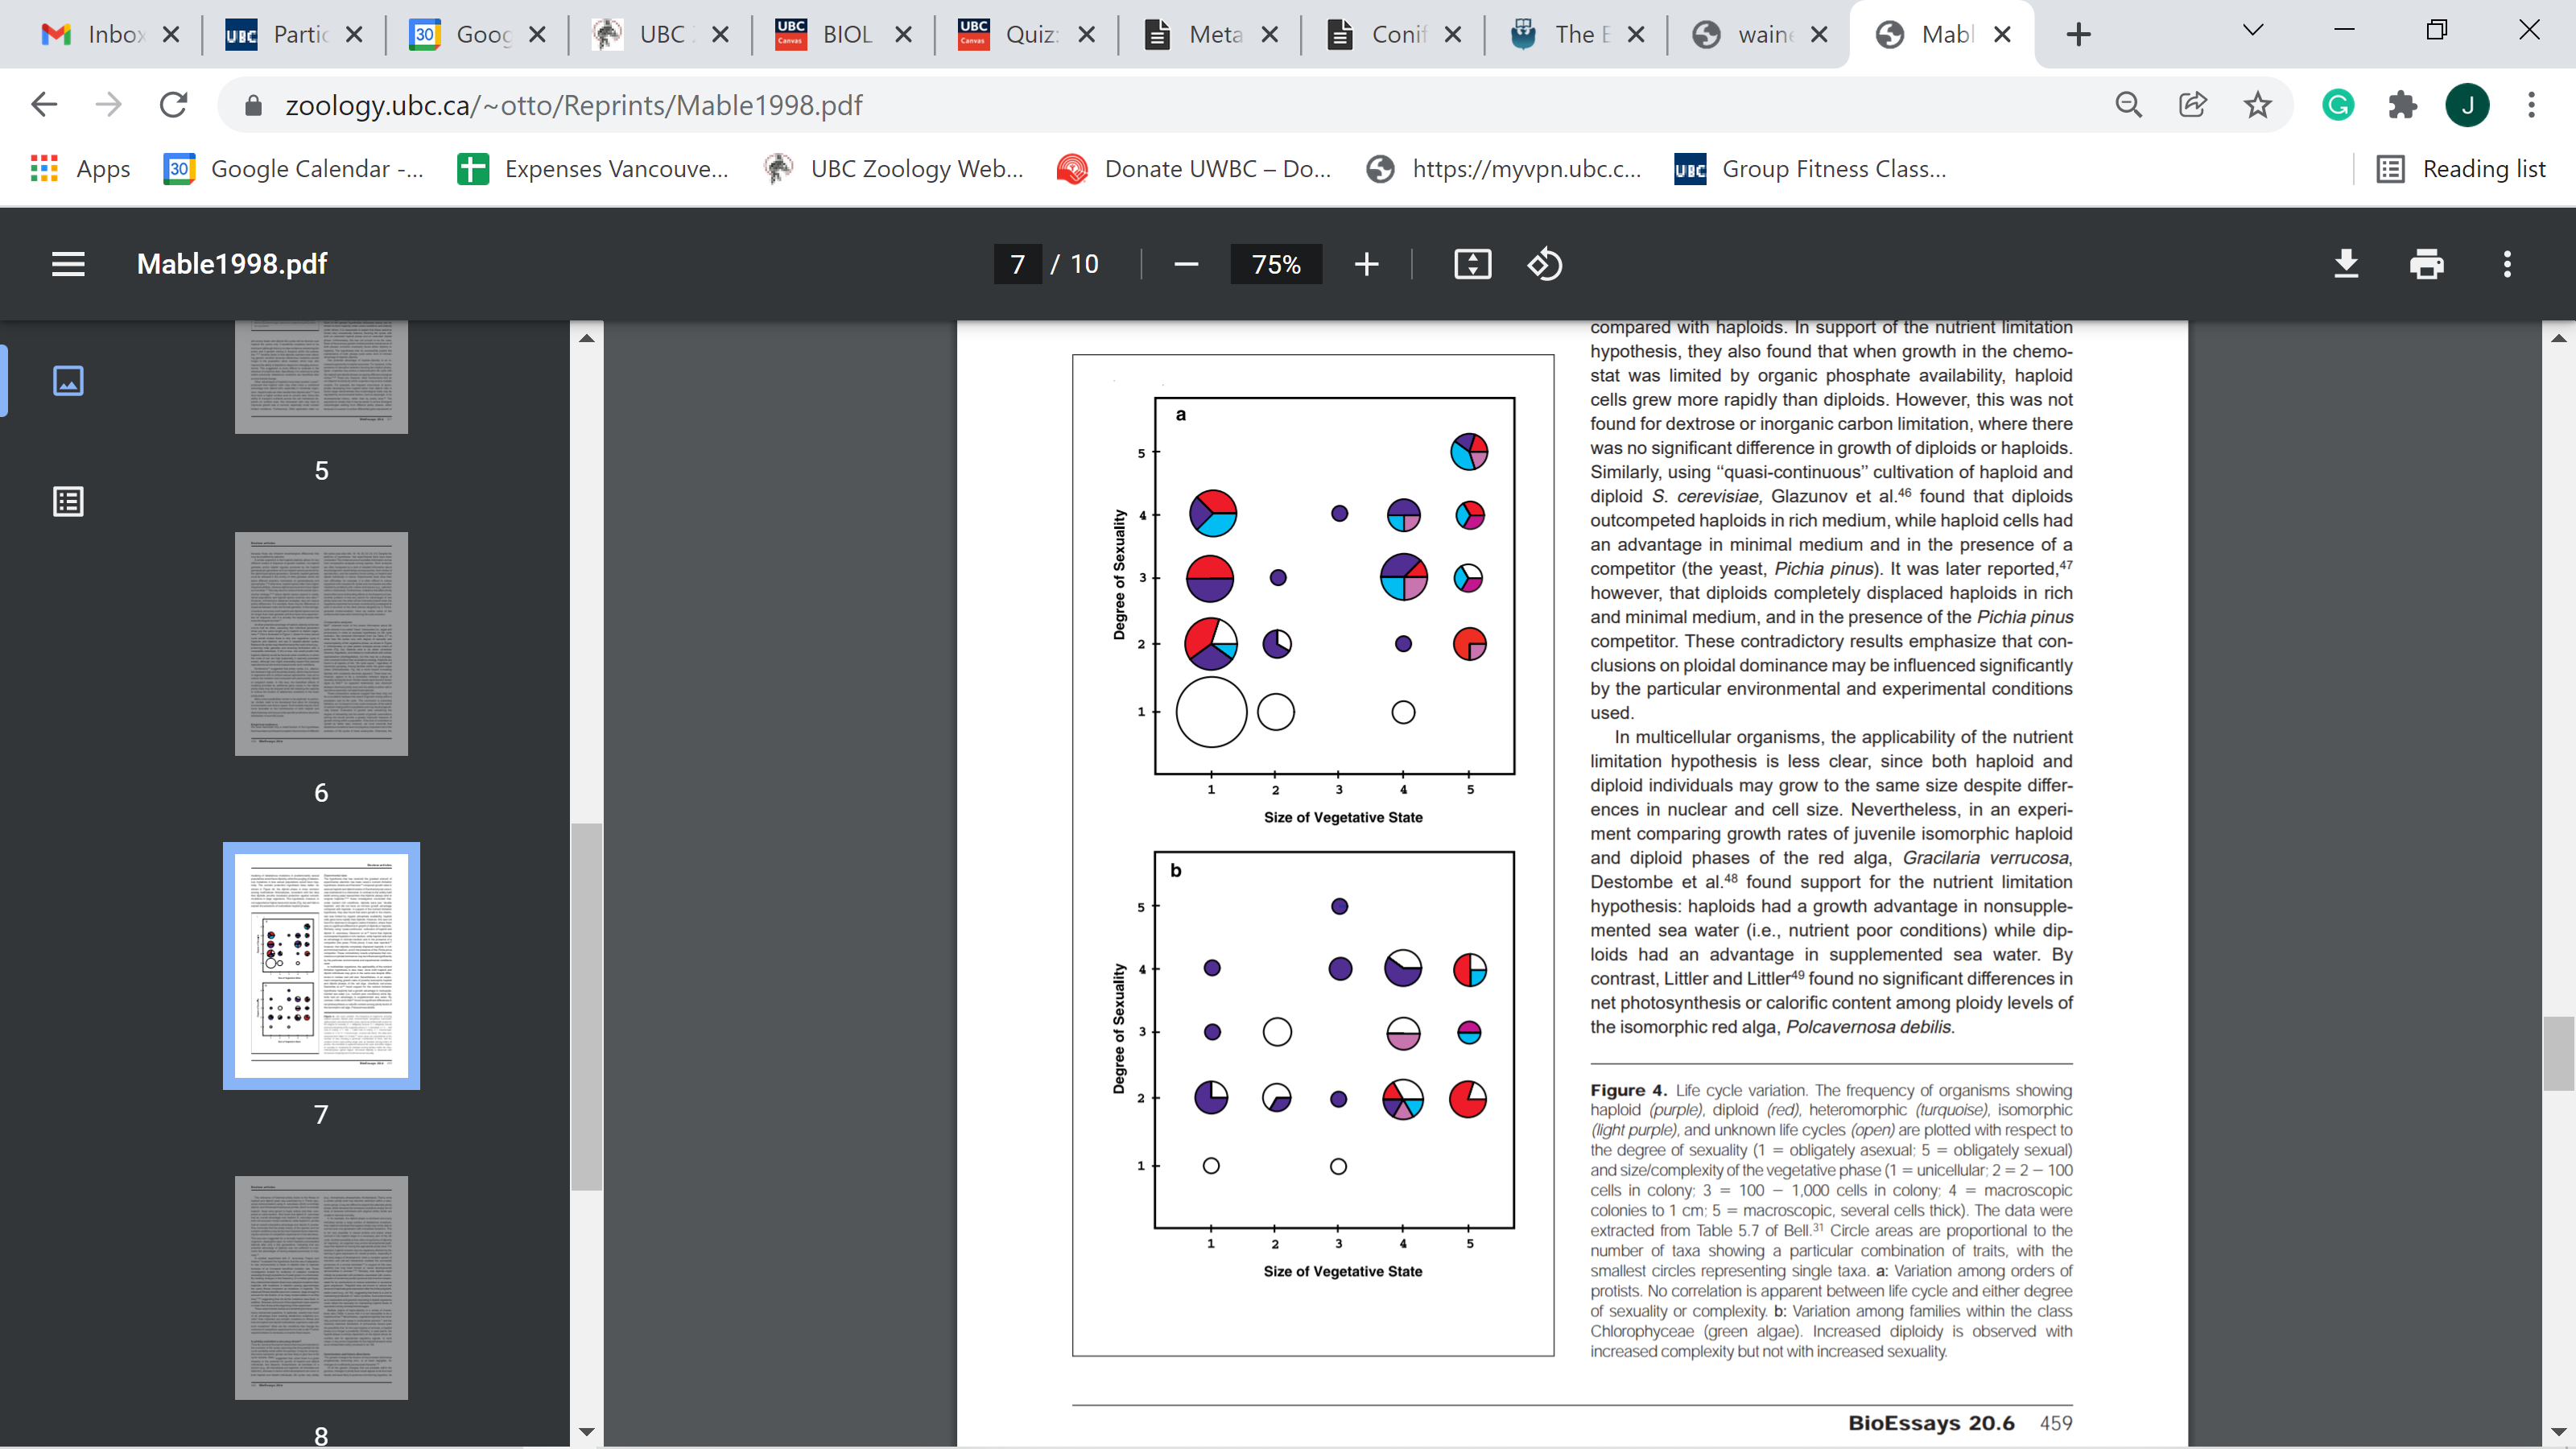 Inbox
Partic
30
Goog
UBC
BIOL
Quiz:
Meta
Conif
The E
waine
Mabl
zoology.ubc.ca/~otto/Reprints/Mable1998.pdf
J
Apps
30
Google Calendar -...
Expenses Vancouve...
UBC Zoology Web...
Donate UWBC – Do...
https://myvpn.ubc.c...
UBC
Group Fitness Class...
Reading list
Mable1998.pdf
7 / 10
75%
5
6
7
8
a
5
4
3
2
1
Degree of Sexuality
1 2 3 4 5
Size of Vegetative State
b
5
4
3
2
1
Degree of Sexuality
1 2 3 4 5
Size of Vegetative State
compared with haploids. In support of the nutrient limitation
hypothesis, they also found that when growth in the chemo-
stat was limited by organic phosphate availability, haploid
cells grew more rapidly than diploids. However, this was not
found for dextrose or inorganic carbon limitation, where there
was no significant difference in growth of diploids or haploids.
Similarly, using “quasi-continuous” cultivation of haploid and
diploid S. cerevisiae, Glazunov et al.46 found that diploids
outcompeted haploids in rich medium, while haploid cells had
an advantage in minimal medium and in the presence of a
competitor (the yeast, Pichia pinus). It was later reported,47
however, that diploids completely displaced haploids in rich
and minimal medium, and in the presence of the Pichia pinus
competitor. These contradictory results emphasize that con-
clusions on ploidal dominance may be influenced significantly
by the particular environmental and experimental conditions
used.
In multicellular organisms, the applicability of the nutrient
limitation hypothesis is less clear, since both haploid and
diploid individuals may grow to the same size despite differ-
ences in nuclear and cell size. Nevertheless, in an experi-
ment comparing growth rates of juvenile isomorphic haploid
and diploid phases of the red alga, Gracilaria verrucosa,
Destombe et al.48 found support for the nutrient limitation
hypothesis: haploids had a growth advantage in nonsupple-
mented sea water (i.e., nutrient poor conditions) while dip-
loids had an advantage in supplemented sea water. By
contrast, Littler and Littler49 found no significant differences in
net photosynthesis or calorific content among ploidy levels of
the isomorphic red alga, Polcavernosa debilis.
Figure 4. Life cycle variation. The frequency of organisms showing
haploid (purple), diploid (red), heteromorphic (turquoise), isomorphic
(light purple), and unknown life cycles (open) are plotted with respect to
the degree of sexuality (1 = obligately asexual; 5 = obligately sexual)
and size/complexity of the vegetative phase (1 = unicellular; 2 = 2 – 100
cells in colony; 3 = 100 – 1,000 cells in colony; 4 = macroscopic
colonies to 1 cm; 5 = macroscopic, several cells thick). The data were
extracted from Table 5.7 of Bell.31 Circle areas are proportional to the
number of taxa showing a particular combination of traits, with the
smallest circles representing single taxa. a: Variation among orders of
protists. No correlation is apparent between life cycle and either degree
of sexuality or complexity. b: Variation among families within the class
Chlorophyceae (green algae). Increased diploidy is observed with
increased complexity but not with increased sexuality.
BioEssays 20.6 459